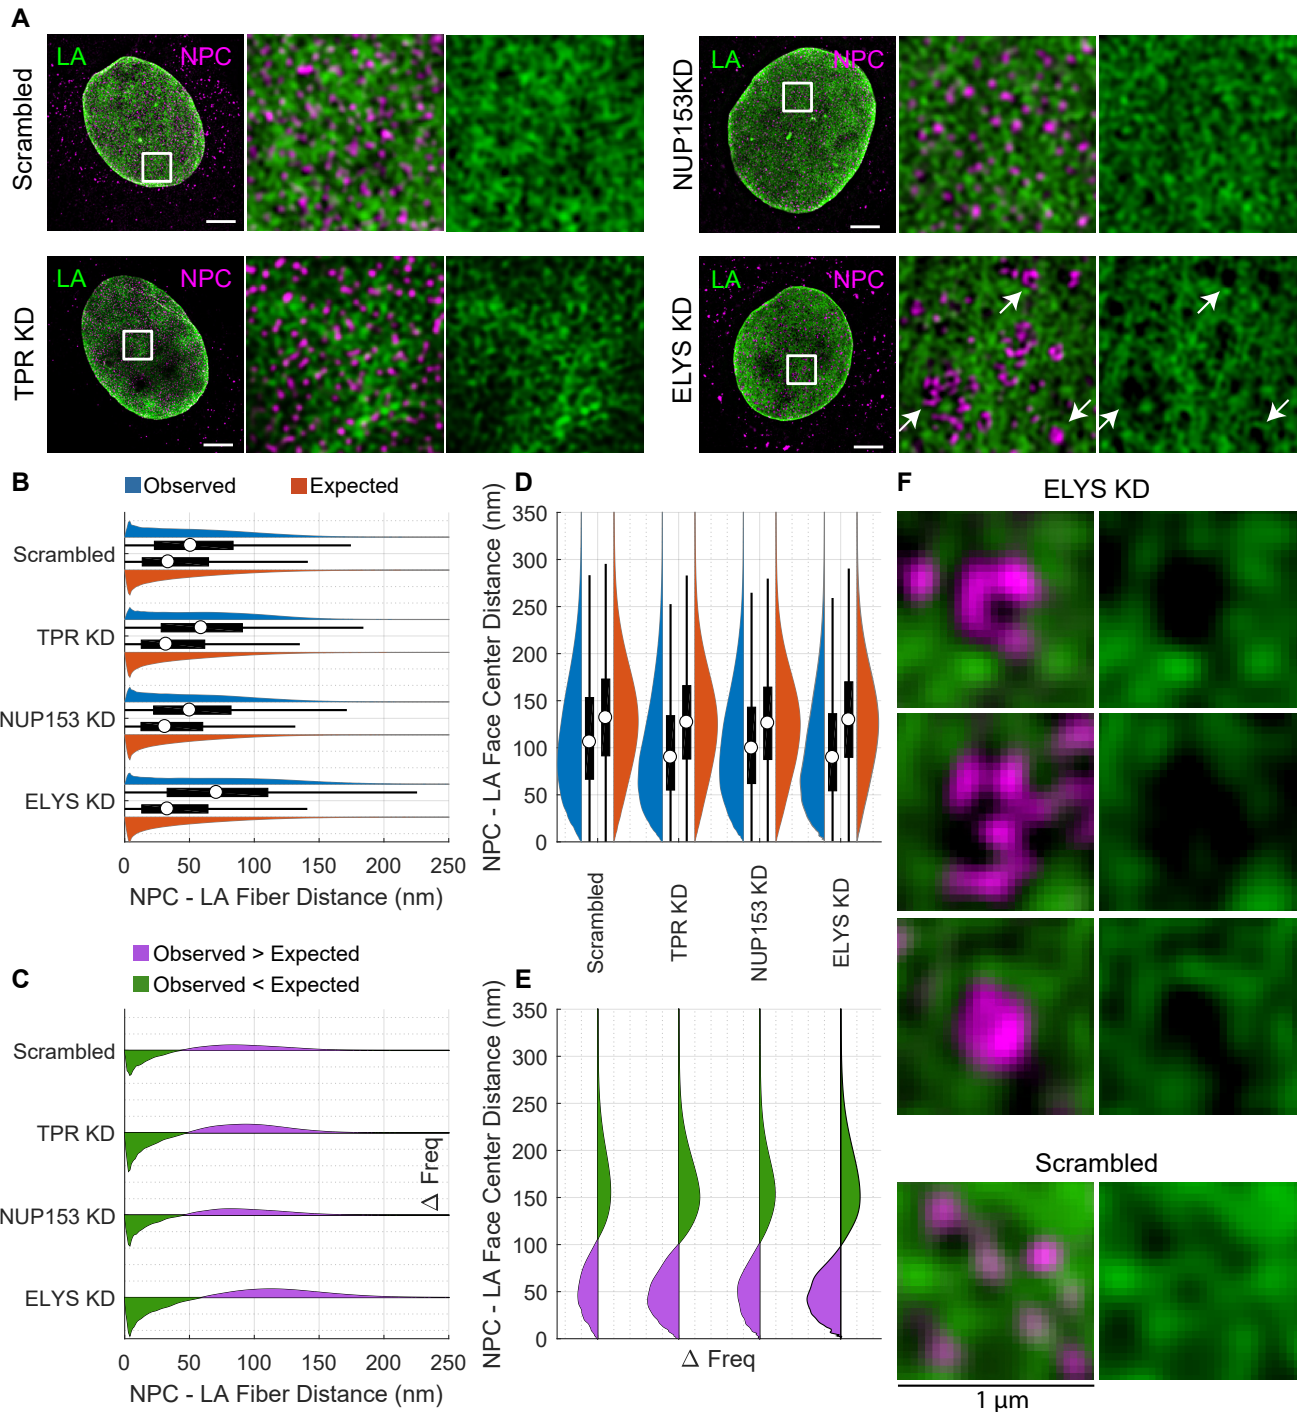 A
Scrambled
LA NPC
NUP153KD
LA NPC
TPR KD
LA NPC
ELYS KD
LA NPC
B
Observed Expected
Scrambled
TPR KD
NUP153 KD
ELYS KD
0 50 100 150 200 250
NPC - LA Fiber Distance (nm)
C
Observed > Expected
Observed < Expected
Scrambled
TPR KD
NUP153 KD
ELYS KD
Δ Freq
0 50 100 150 200 250
NPC - LA Fiber Distance (nm)
D
NPC - LA Face Center Distance (nm)
350
300
250
200
150
100
50
0
Scrambled
TPR KD
NUP153 KD
ELYS KD
E
NPC - LA Face Center Distance (nm)
350
300
250
200
150
100
50
0
Δ Freq
F
ELYS KD
Scrambled
1 μm